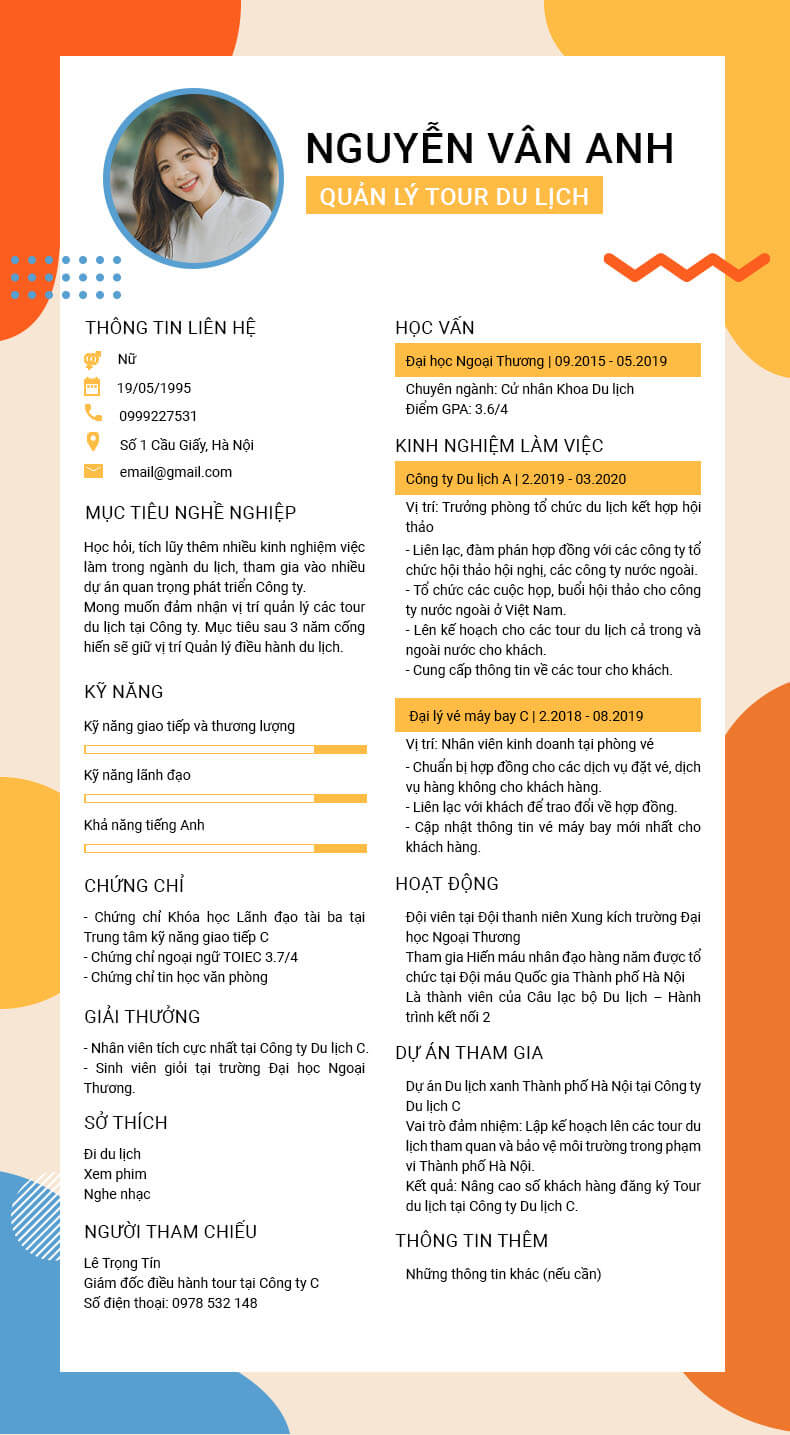 NGUYỄN VÂN ANH
QUẢN LÝ TOUR DU LỊCH
THÔNG TIN LIÊN HỆ
Nữ
19/05/1995
0999227531
Số 1 Cầu Giấy, Hà Nội
email@gmail.com
MỤC TIÊU NGHỀ NGHIỆP
Học hỏi, tích lũy thêm nhiều kinh nghiệm việc
làm trong ngành du lịch, tham gia vào nhiều
dự án quan trọng phát triển Công ty.
Mong muốn đảm nhận vị trí quản lý các tour
du lịch tại Công ty. Mục tiêu sau 3 năm cống
hiến sẽ giữ vị trí Quản lý điều hành du lịch.
KỸ NĂNG
Kỹ năng giao tiếp và thương lượng
Kỹ năng lãnh đạo
Khả năng tiếng Anh
CHỨNG CHỈ
- Chứng chỉ Khóa học Lãnh đạo tài ba tại
Trung tâm kỹ năng giao tiếp C
- Chứng chỉ ngoại ngữ TOIEC 3.7/4
- Chứng chỉ tin học văn phòng
GIẢI THƯỞNG
- Nhân viên tích cực nhất tại Công ty Du lịch C.
- Sinh viên giỏi tại trường Đại học Ngoại
Thương.
SỞ THÍCH
Đi du lịch
Xem phim
Nghe nhạc
NGƯỜI THAM CHIẾU
Lê Trọng Tín
Giám đốc điều hành tour tại Công ty C
Số điện thoại: 0978 532 148
HỌC VẤN
Đại học Ngoại Thương | 09.2015 - 05.2019
Chuyên ngành: Cử nhân Khoa Du lịch
Điểm GPA: 3.6/4
KINH NGHIỆM LÀM VIỆC
Công ty Du lịch A | 2.2019 - 03.2020
Vị trí: Trưởng phòng tổ chức du lịch kết hợp hội
thảo
- Liên lạc, đàm phán hợp đồng với các công ty tổ
chức hội thảo hội nghị, các công ty nước ngoài.
- Tổ chức các cuộc họp, buổi hội thảo cho công
ty nước ngoài ở Việt Nam.
- Lên kế hoạch cho các tour du lịch cả trong và
ngoài nước cho khách.
- Cung cấp thông tin về các tour cho khách.
Đại lý vé máy bay C | 2.2018 - 08.2019
Vị trí: Nhân viên kinh doanh tại phòng vé
- Chuẩn bị hợp đồng cho các dịch vụ đặt vé, dịch
vụ hàng không cho khách hàng.
- Liên lạc với khách để trao đổi về hợp đồng.
- Cập nhật thông tin vé máy bay mới nhất cho
khách hàng.
HOẠT ĐỘNG
Đội viên tại Đội thanh niên Xung kích trường Đại
học Ngoại Thương
Tham gia Hiến máu nhân đạo hàng năm được tổ
chức tại Đội máu Quốc gia Thành phố Hà Nội
Là thành viên của Câu lạc bộ Du lịch – Hành
trình kết nối 2
DỰ ÁN THAM GIA
Dự án Du lịch xanh Thành phố Hà Nội tại Công ty
Du lịch C
Vai trò đảm nhiệm: Lập kế hoạch lên các tour du
lịch tham quan và bảo vệ môi trường trong phạm
vi Thành phố Hà Nội.
Kết quả: Nâng cao số khách hàng đăng ký Tour
du lịch tại Công ty Du lịch C.
THÔNG TIN THÊM
Những thông tin khác (nếu cần)